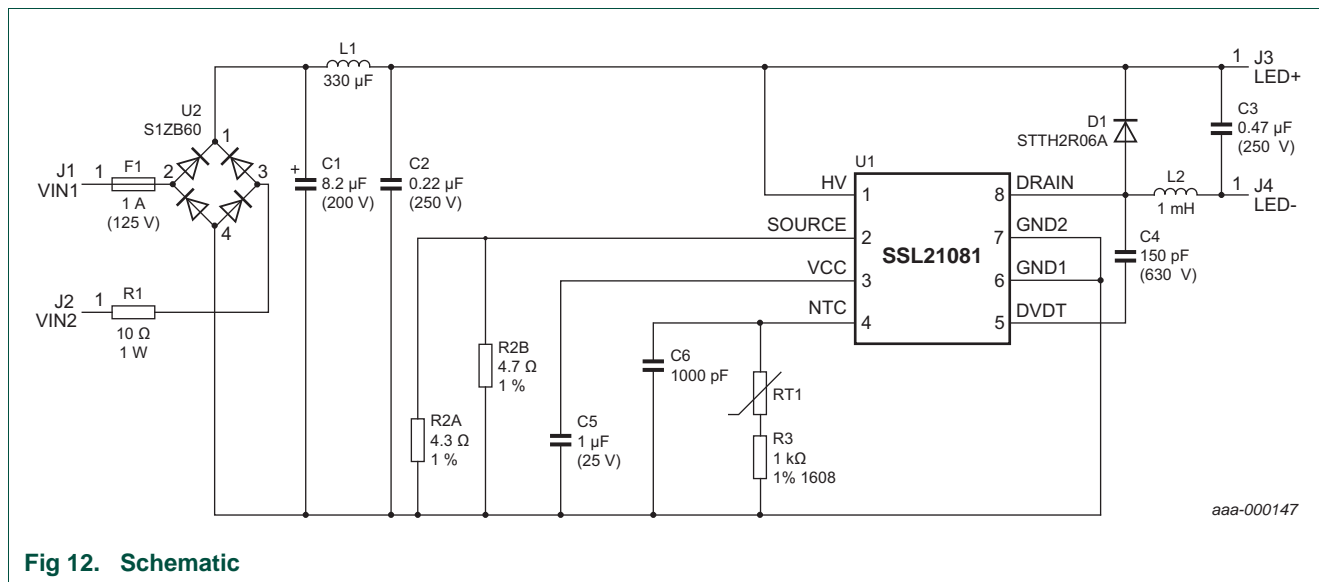 L1
330 µF
U2
S1ZB60
1
2
3
4
J1
VIN1
1
F1
1 A
(125 V)
J2
VIN2
1
R1
10 Ω
1 W
+
C1
8.2 µF
(200 V)
C2
0.22 µF
(250 V)
R2A
4.3 Ω
1 %
R2B
4.7 Ω
1 %
C5
1 µF
(25 V)
C6
1000 pF
RT1
R3
1 kΩ
1% 1608
U1
SSL21081
HV
1
SOURCE
2
VCC
3
NTC
4
8
DRAIN
7
GND2
6
GND1
5
DVDT
D1
STTH2R06A
L2
1 mH
C3
0.47 µF
(250 V)
C4
150 pF
(630 V)
1
J3
LED+
1
J4
LED-
aaa-000147
Fig 12. Schematic